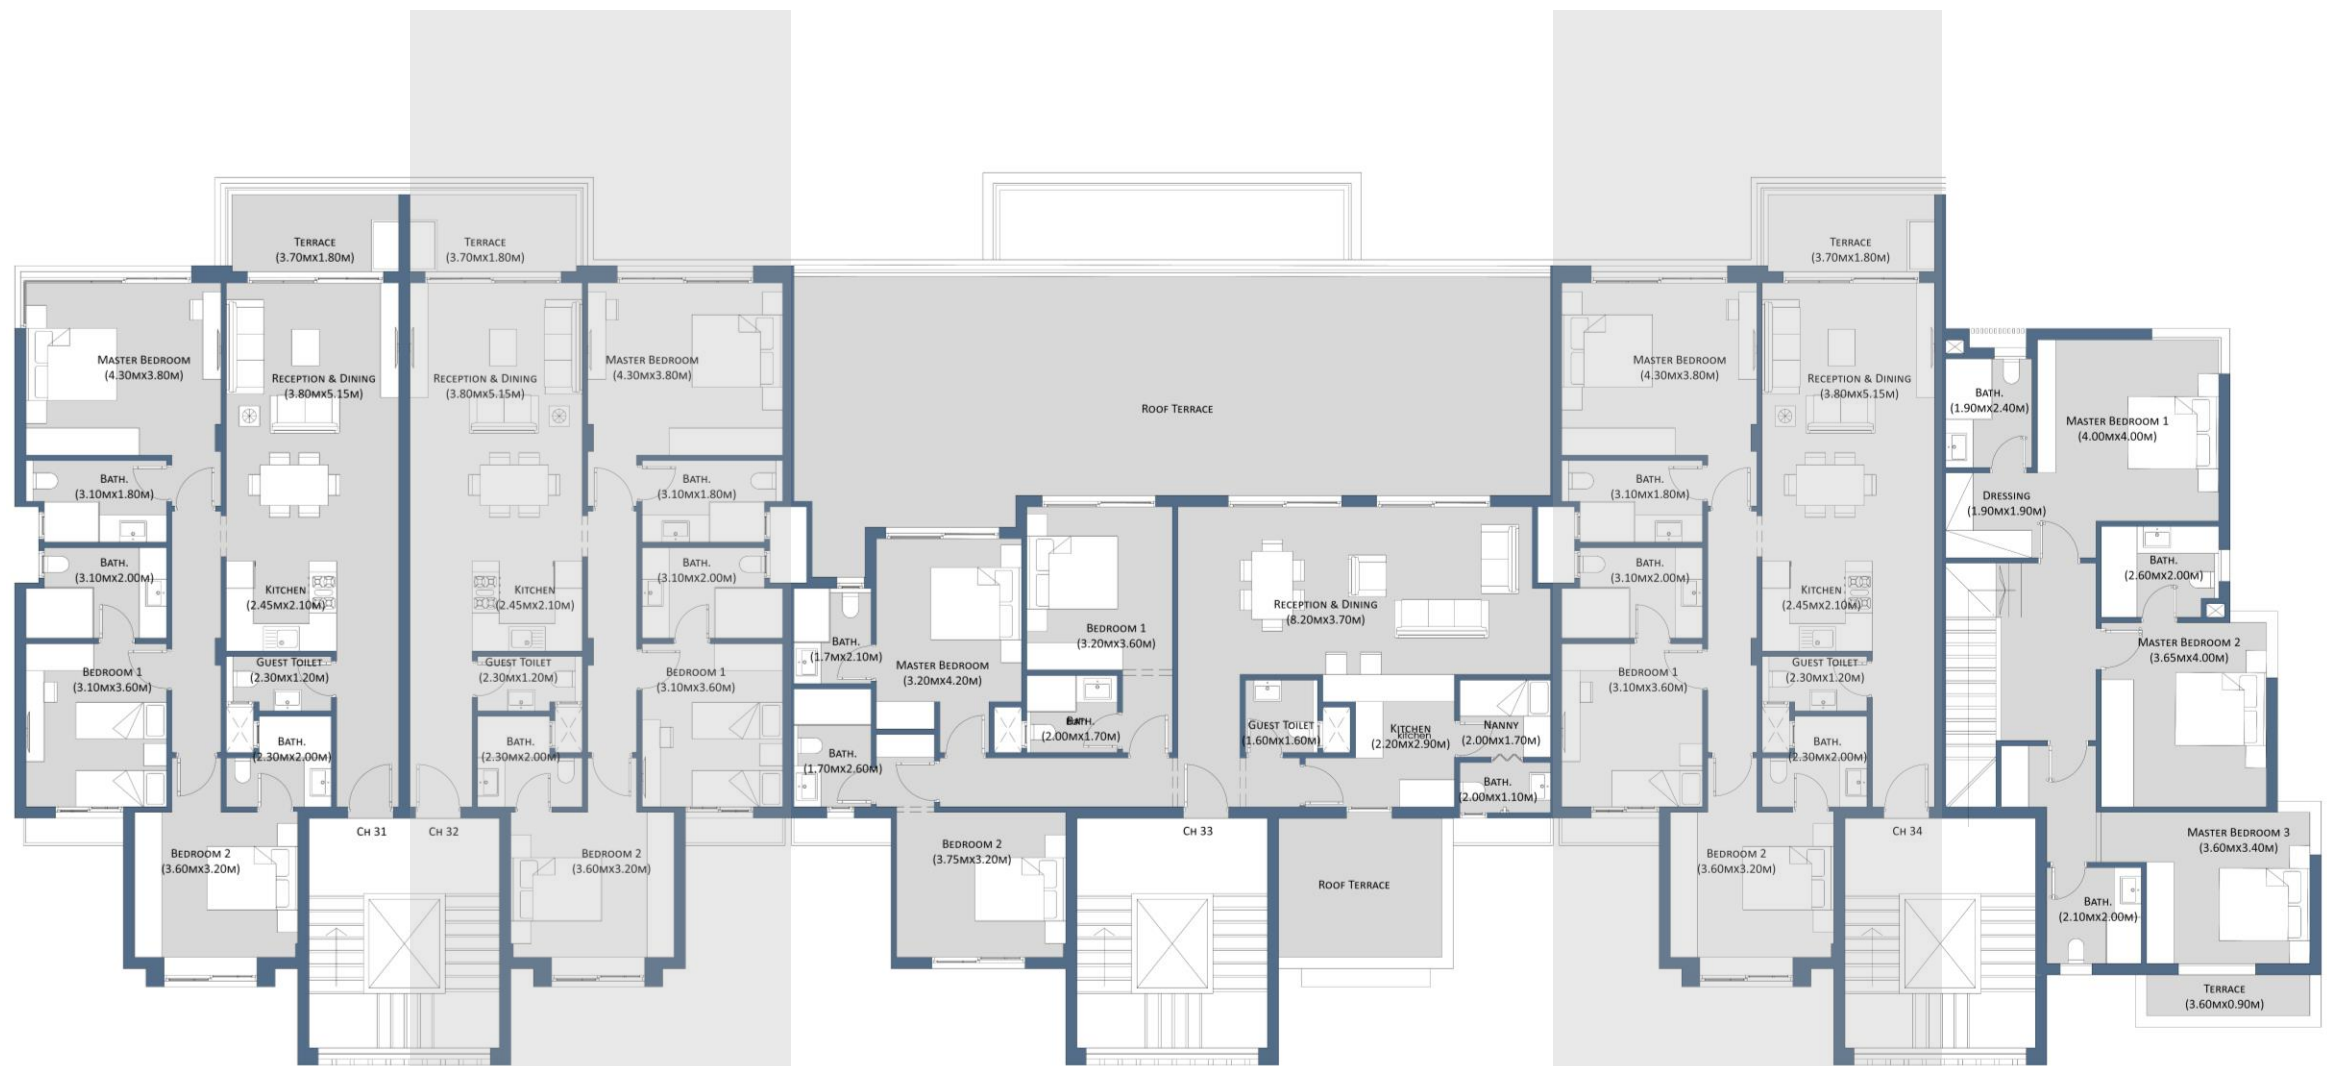 TERRACE
(3.70MX1.80M)
MASTER BEDROOM
(4.30MX3.80M)
RECEPTION & DINING
(3.80MX5.15M)
BATH.
(3.10MX1.80M)
BATH.
(3.10MX2.00M)
KITCHEN
(2.45MX2.10M)
BEDROOM 1
(3.10MX3.60M)
GUEST TOILET
(2.30MX1.20M)
BATH.
(2.30MX2.00M)
CH 31
BEDROOM 2
(3.60MX3.20M)
TERRACE
(3.70MX1.80M)
RECEPTION & DINING
(3.80MX5.15M)
MASTER BEDROOM
(4.30MX3.80M)
BATH.
(3.10MX1.80M)
BATH.
(3.10MX2.00M)
KITCHEN
(2.45MX2.10M)
GUEST TOILET
(2.30MX1.20M)
BEDROOM 1
(3.10MX3.60M)
BATH.
(2.30MX2.00M)
CH 32
BEDROOM 2
(3.60MX3.20M)
ROOF TERRACE
BATH.
(1.7MX2.10M)
MASTER BEDROOM
(3.20MX4.20M)
BEDROOM 1
(3.20MX3.60M)
RECEPTION & DINING
(8.20MX3.70M)
BATH.
(1.70MX2.60M)
BATH.
(2.00MX1.70M)
GUEST TOILET
(1.60MX1.60M)
KITCHEN
kitchen
(2.20MX2.90M)
NANNY
(2.00MX1.70M)
BATH.
(2.00MX1.10M)
CH 33
BEDROOM 2
(3.75MX3.20M)
ROOF TERRACE
TERRACE
(3.70MX1.80M)
MASTER BEDROOM
(4.30MX3.80M)
RECEPTION & DINING
(3.80MX5.15M)
BATH.
(3.10MX1.80M)
BATH.
(3.10MX2.00M)
KITCHEN
(2.45MX2.10M)
BEDROOM 1
(3.10MX3.60M)
GUEST TOILET
(2.30MX1.20M)
BATH.
(2.30MX2.00M)
CH 34
BEDROOM 2
(3.60MX3.20M)
BATH.
(1.90MX2.40M)
MASTER BEDROOM 1
(4.00MX4.00M)
DRESSING
(1.90MX1.90M)
BATH.
(2.60MX2.00M)
MASTER BEDROOM 2
(3.65MX4.00M)
MASTER BEDROOM 3
(3.60MX3.40M)
BATH.
(2.10MX2.00M)
TERRACE
(3.60MX0.90M)